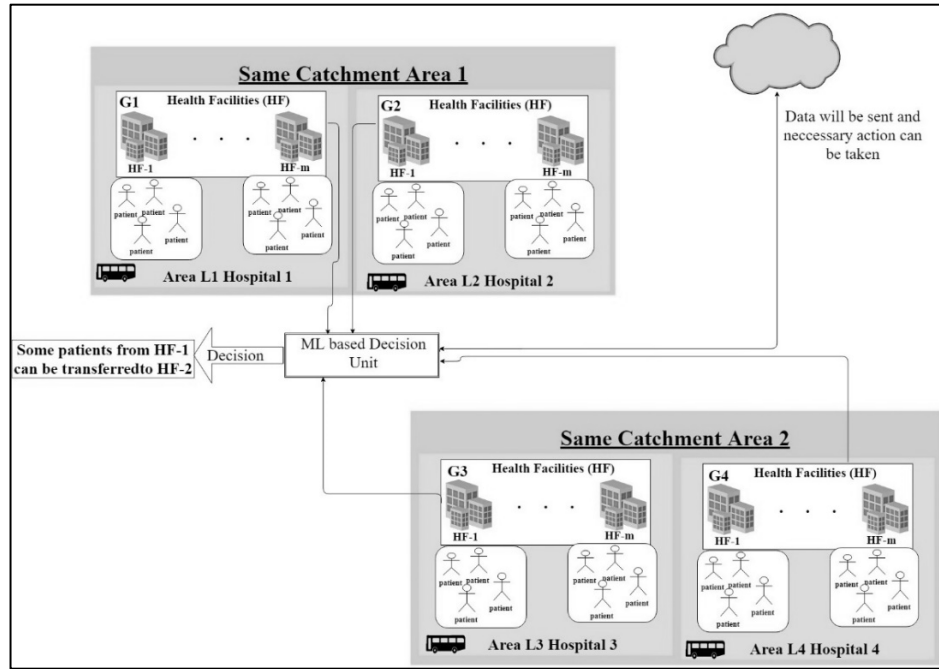 Same Catchment Area 1
G1
Health Facilities (HF)
. . .
HF-1
HF-m
patient
patient
patient
patient
patient
patient
patient
patient
Area L1 Hospital 1
G2
Health Facilities (HF)
. . .
HF-1
HF-m
patient
patient
patient
patient
patient
patient
patient
patient
Area L2 Hospital 2
Data will be sent and
neccessary action can
be taken
Some patients from HF-1
can be transferredto HF-2
Decision
ML based Decision
Unit
Same Catchment Area 2
G3
Health Facilities (HF)
. . .
HF-1
HF-m
patient
patient
patient
patient
patient
patient
patient
patient
Area L3 Hospital 3
G4
Health Facilities (HF)
. . .
HF-1
HF-m
patient
patient
patient
patient
patient
patient
patient
patient
Area L4 Hospital 4